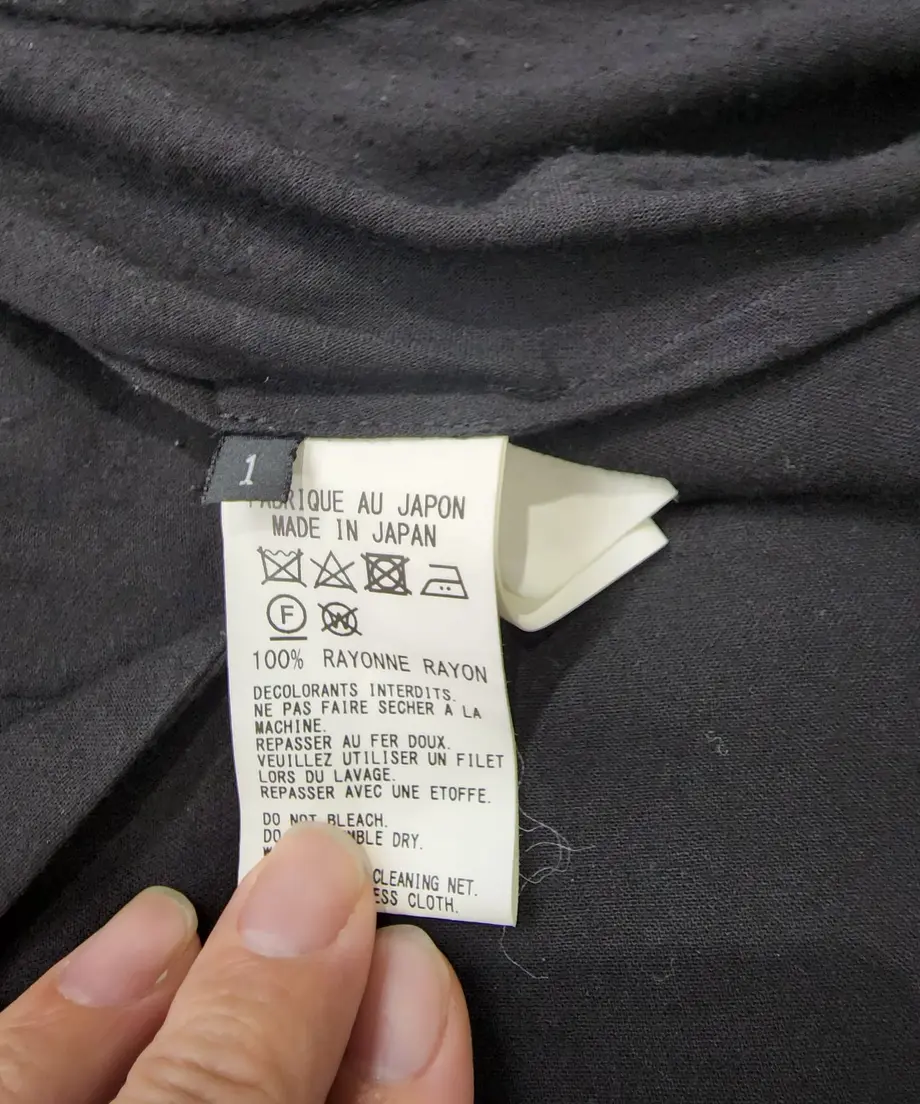 1
FABRIQUE AU JAPON
MADE IN JAPAN
F
W
100% RAYONNE RAYON
DECOLORANTS INTERDITS.
NE PAS FAIRE SECHER A LA
MACHINE.
REPASSER AU FER DOUX.
VEUILLEZ UTILISER UN FILET
LORS DU LAVAGE.
REPASSER AVEC UNE ETOFFE.
DO NOT BLEACH.
DO DRY.
CLEANING NET.
CLOTH.